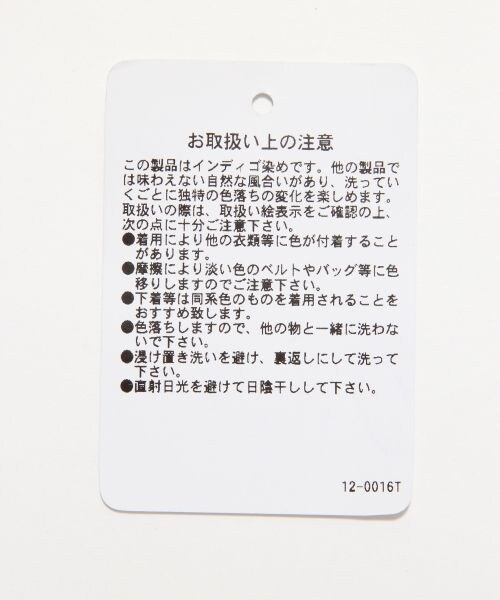 お取扱い上の注意
この製品はインディゴ染めです。他の製品で
は味わえない自然な風合いがあり、洗ってい
くごとに独特の色落ちの変化を楽しめます。
取扱いの際は、取扱い絵表示をご確認の上、
次の点に十分ご注意下さい。
●着用により他の衣類等に色が付着すること
があります。
●摩擦により淡い色のベルトやバッグ等に色
移りしますのでご注意下さい。
●下着等は同系色のものを着用されることを
おすすめ致します。
●色落ちしますので、他の物と一緒に洗わな
いで下さい。
●浸け置き洗いを避け、裏返しにして洗って
下さい。
●直射日光を避けて日陰干しして下さい。
12-0016T